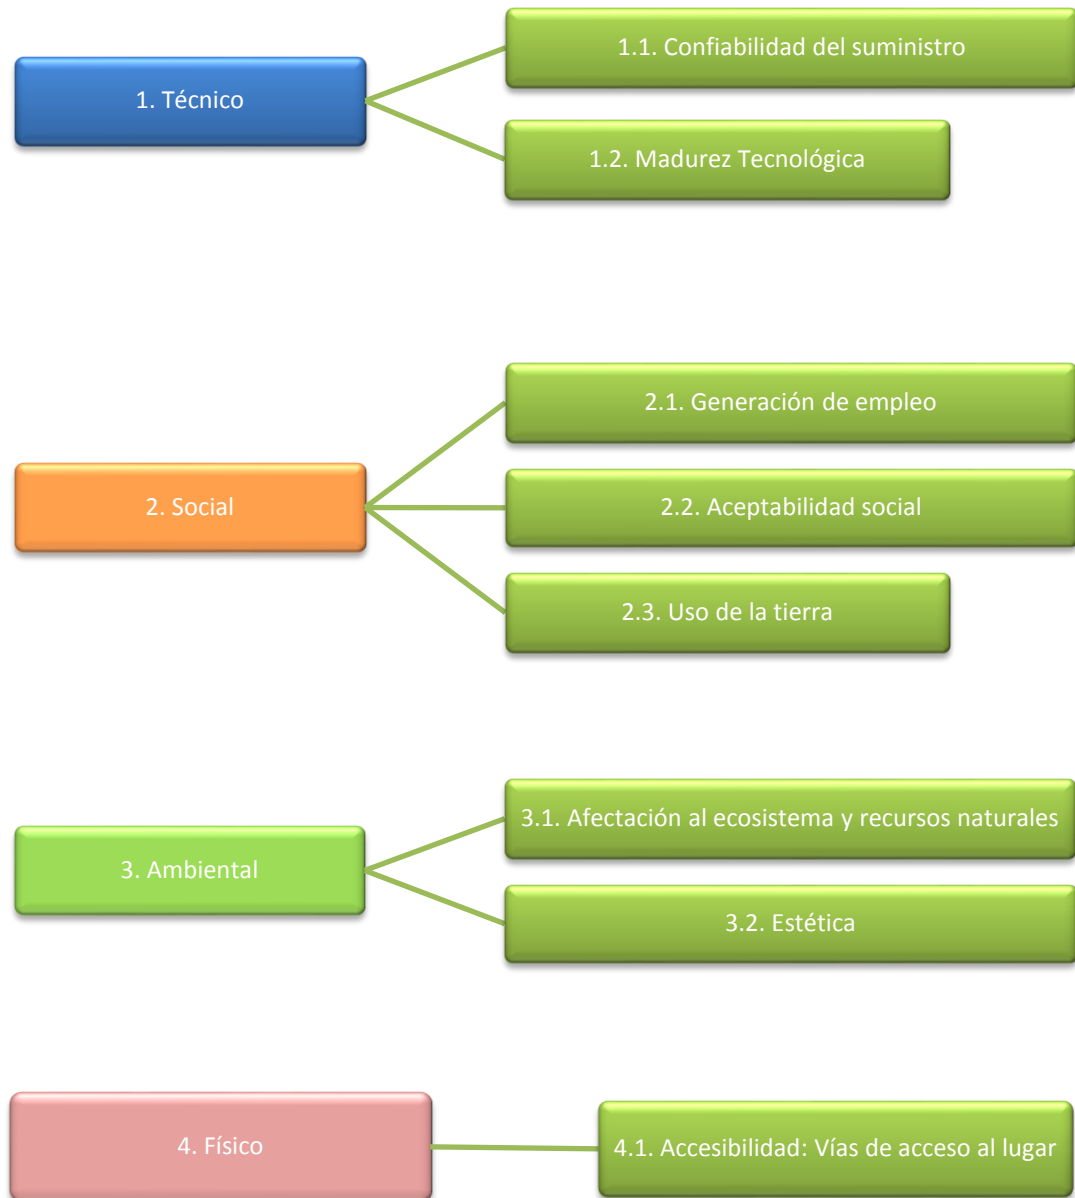 1. Técnico
1.1. Confiabilidad del suministro
1.2. Madurez Tecnológica
2. Social
2.1. Generación de empleo
2.2. Aceptabilidad social
2.3. Uso de la tierra
3. Ambiental
3.1. Afectación al ecosistema y recursos naturales
3.2. Estética
4. Físico
4.1. Accesibilidad: Vías de acceso al lugar